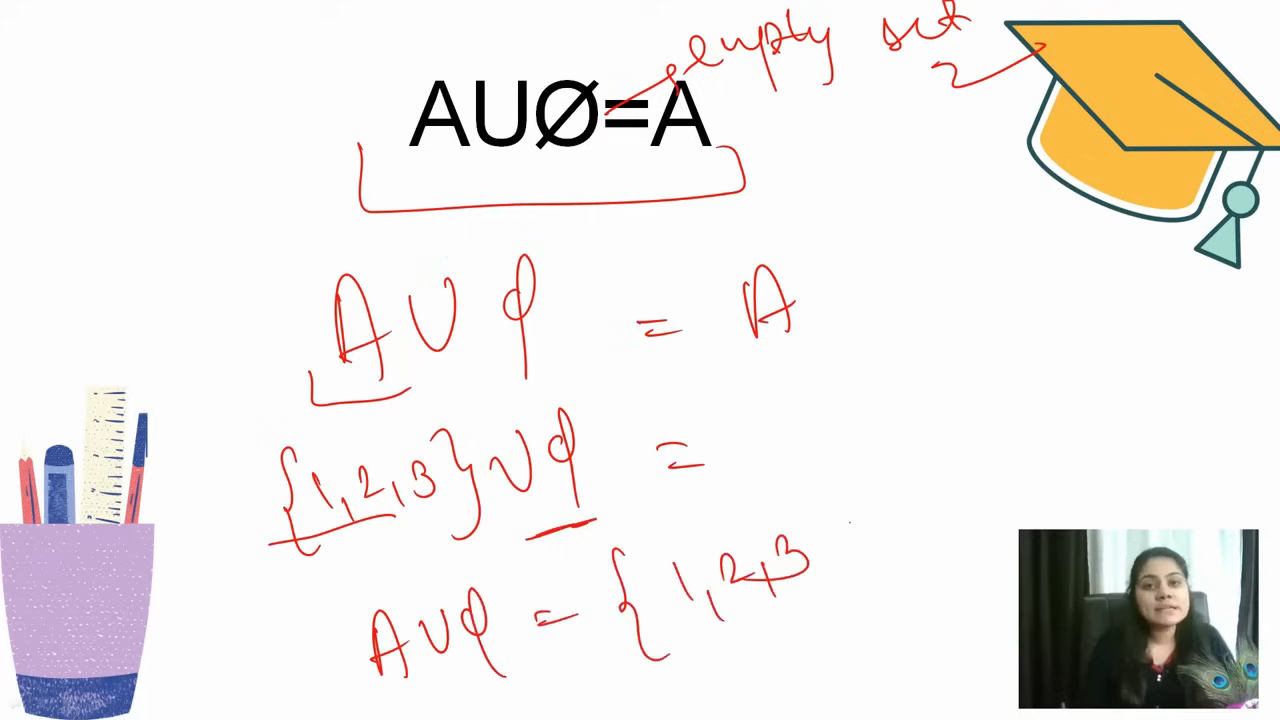 empty set
AUØ=A
A ∪ φ = A
{1,2,3} ∪ φ =
A ∪ φ = { 1,2,3